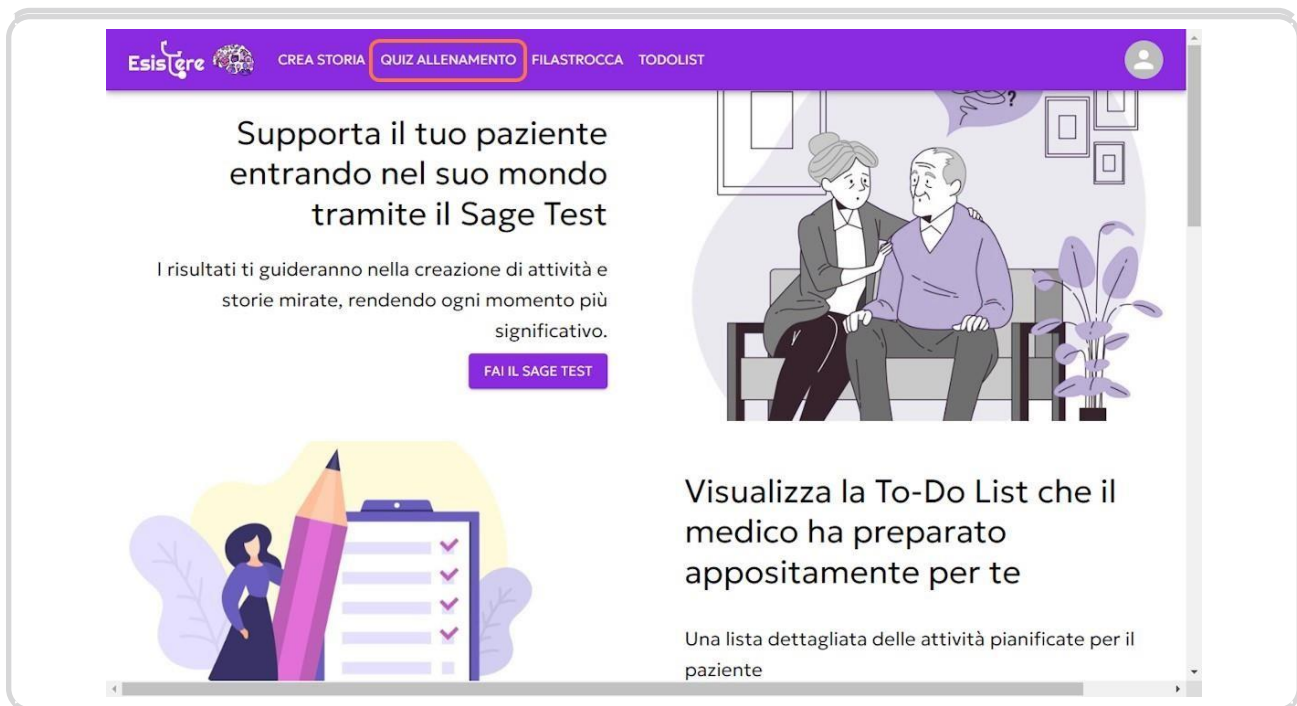 Esistere CREA STORIA QUIZ ALLENAMENTO FILASTROCCA TODOLIST
?
Supporta il tuo paziente
entrando nel suo mondo
tramite il Sage Test
I risultati ti guideranno nella creazione di attività e
storie mirate, rendendo ogni momento più
significativo.
FAI IL SAGE TEST
Visualizza la To-Do List che il
medico ha preparato
appositamente per te
Una lista dettagliata delle attività pianificate per il
paziente